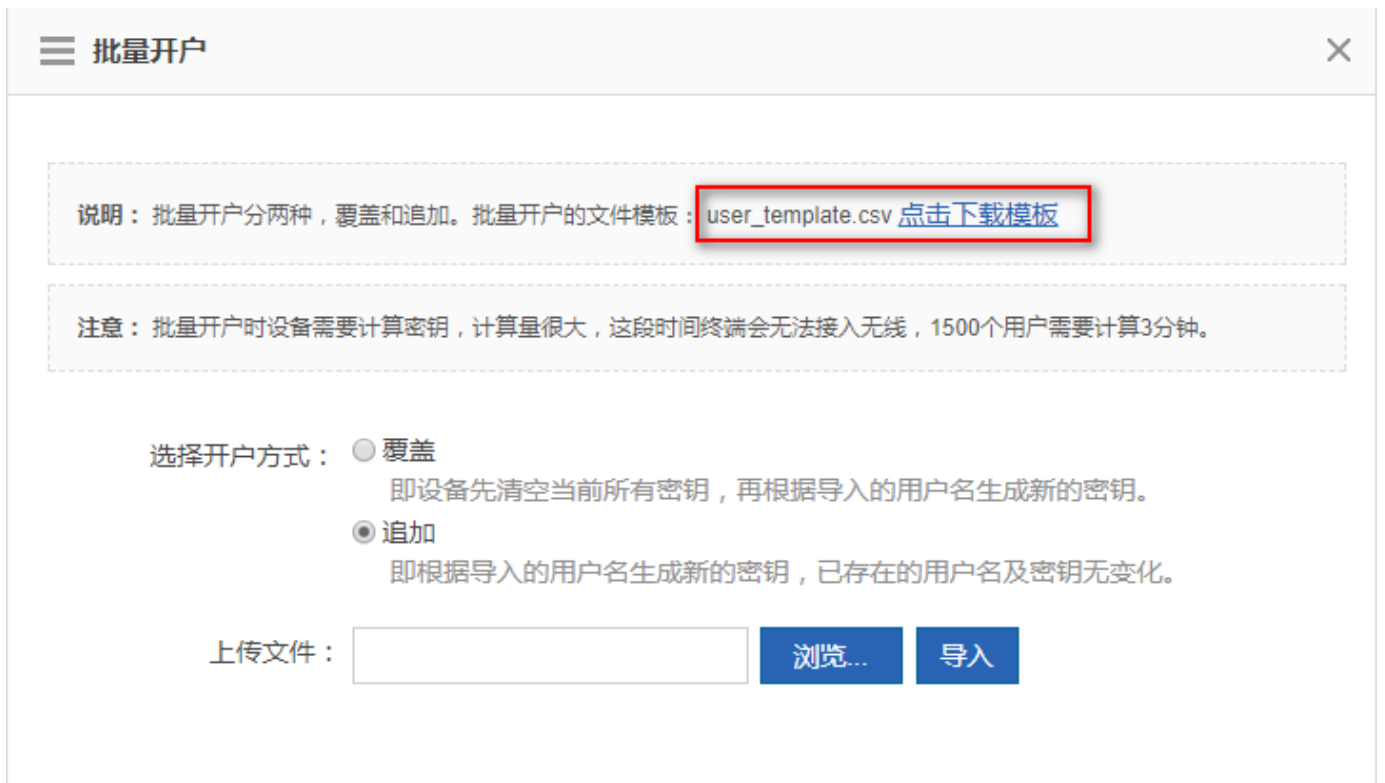 批量开户
说明： 批量开户分两种，覆盖和追加。批量开户的文件模板： user_template.csv 点击下载模板
注意： 批量开户时设备需要计算密钥，计算量很大，这段时间终端会无法接入无线，1500个用户需要计算3分钟。
选择开户方式： 覆盖
即设备先清空当前所有密钥，再根据导入的用户名生成新的密钥。
追加
即根据导入的用户名生成新的密钥，已存在的用户名及密钥无变化。
上传文件： 浏览... 导入